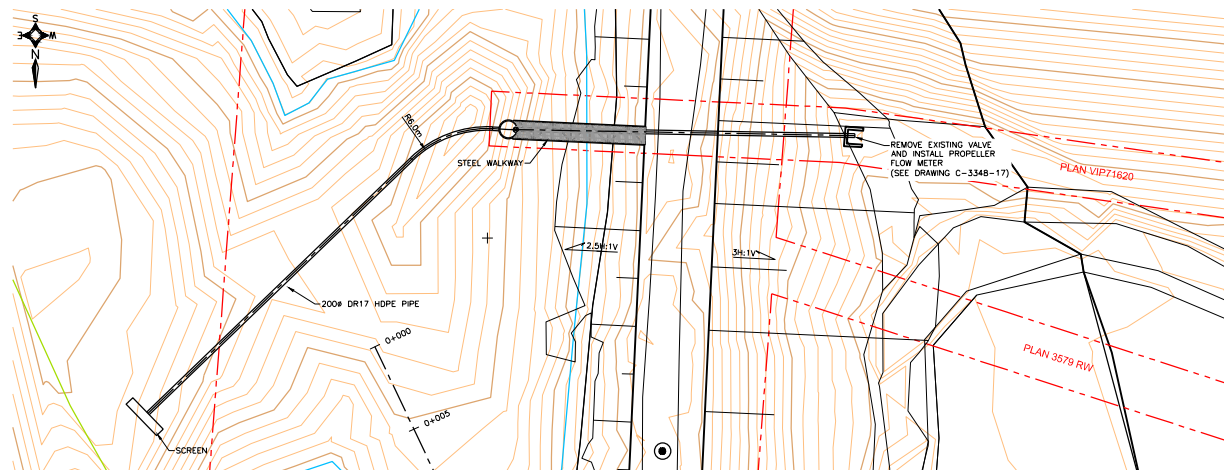 S
E W
N
R6.0m
STEEL WALKWAY
REMOVE EXISTING VALVE
AND INSTALL PROPELLER
FLOW METER
(SEE DRAWING C-3348-17)
PLAN VIP71620
2.5H:1V
3H:1V
200ø DR17 HDPE PIPE
0+000
PLAN 3579 RW
0+005
SCREEN